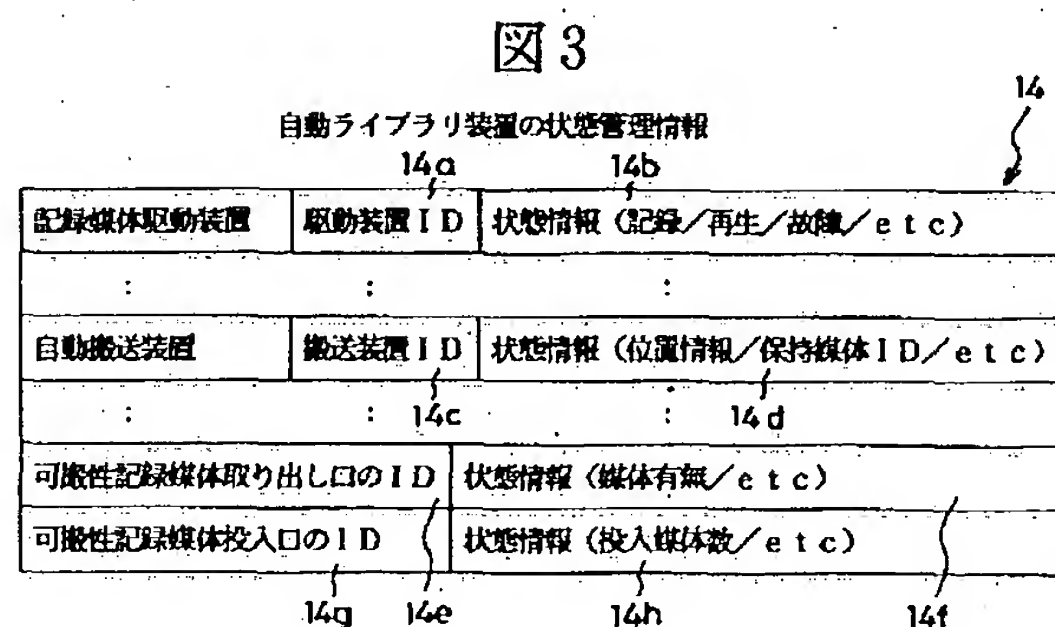 図3
14
自動ライブラリ装置の状態管理情報
14a 14b
記録媒体駆動装置 駆動装置ID 状態情報(記録/再生/故障/etc)
: : :
自動搬送装置 搬送装置ID 状態情報(位置情報/保持媒体ID/etc)
: 14c : 14d
可搬性記録媒体取り出し口のID 状態情報(媒体有無/etc)
可搬性記録媒体投入口のID 状態情報(投入媒体数/etc)
14g 14e 14h 14f